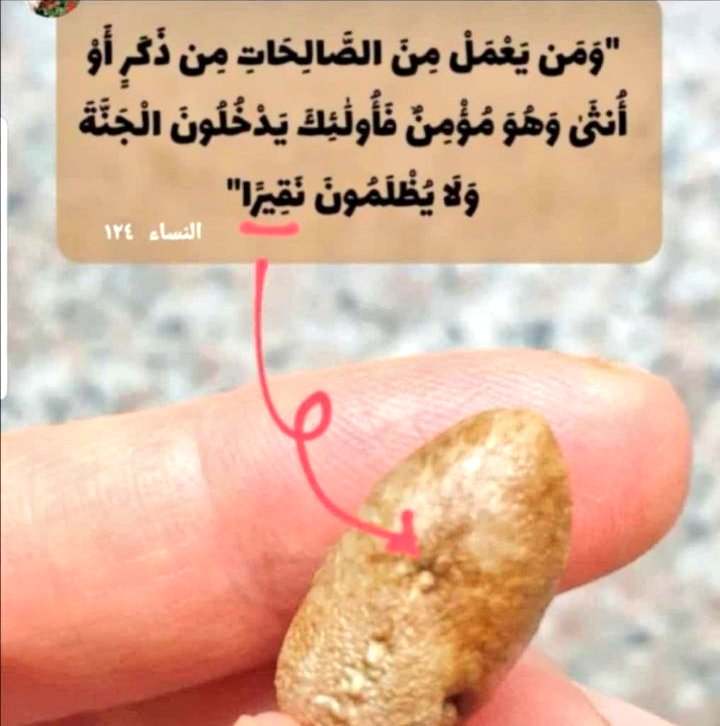 "وَمَن يَعْمَلْ مِنَ الصَّالِحَاتِ مِن ذَكَرٍ أَوْ
أُنثَىٰ وَهُوَ مُؤْمِنٌ فَأُولَٰئِكَ يَدْخُلُونَ الْجَنَّةَ
وَلَا يُظْلَمُونَ نَقِيرًا"
النساء ١٢٤